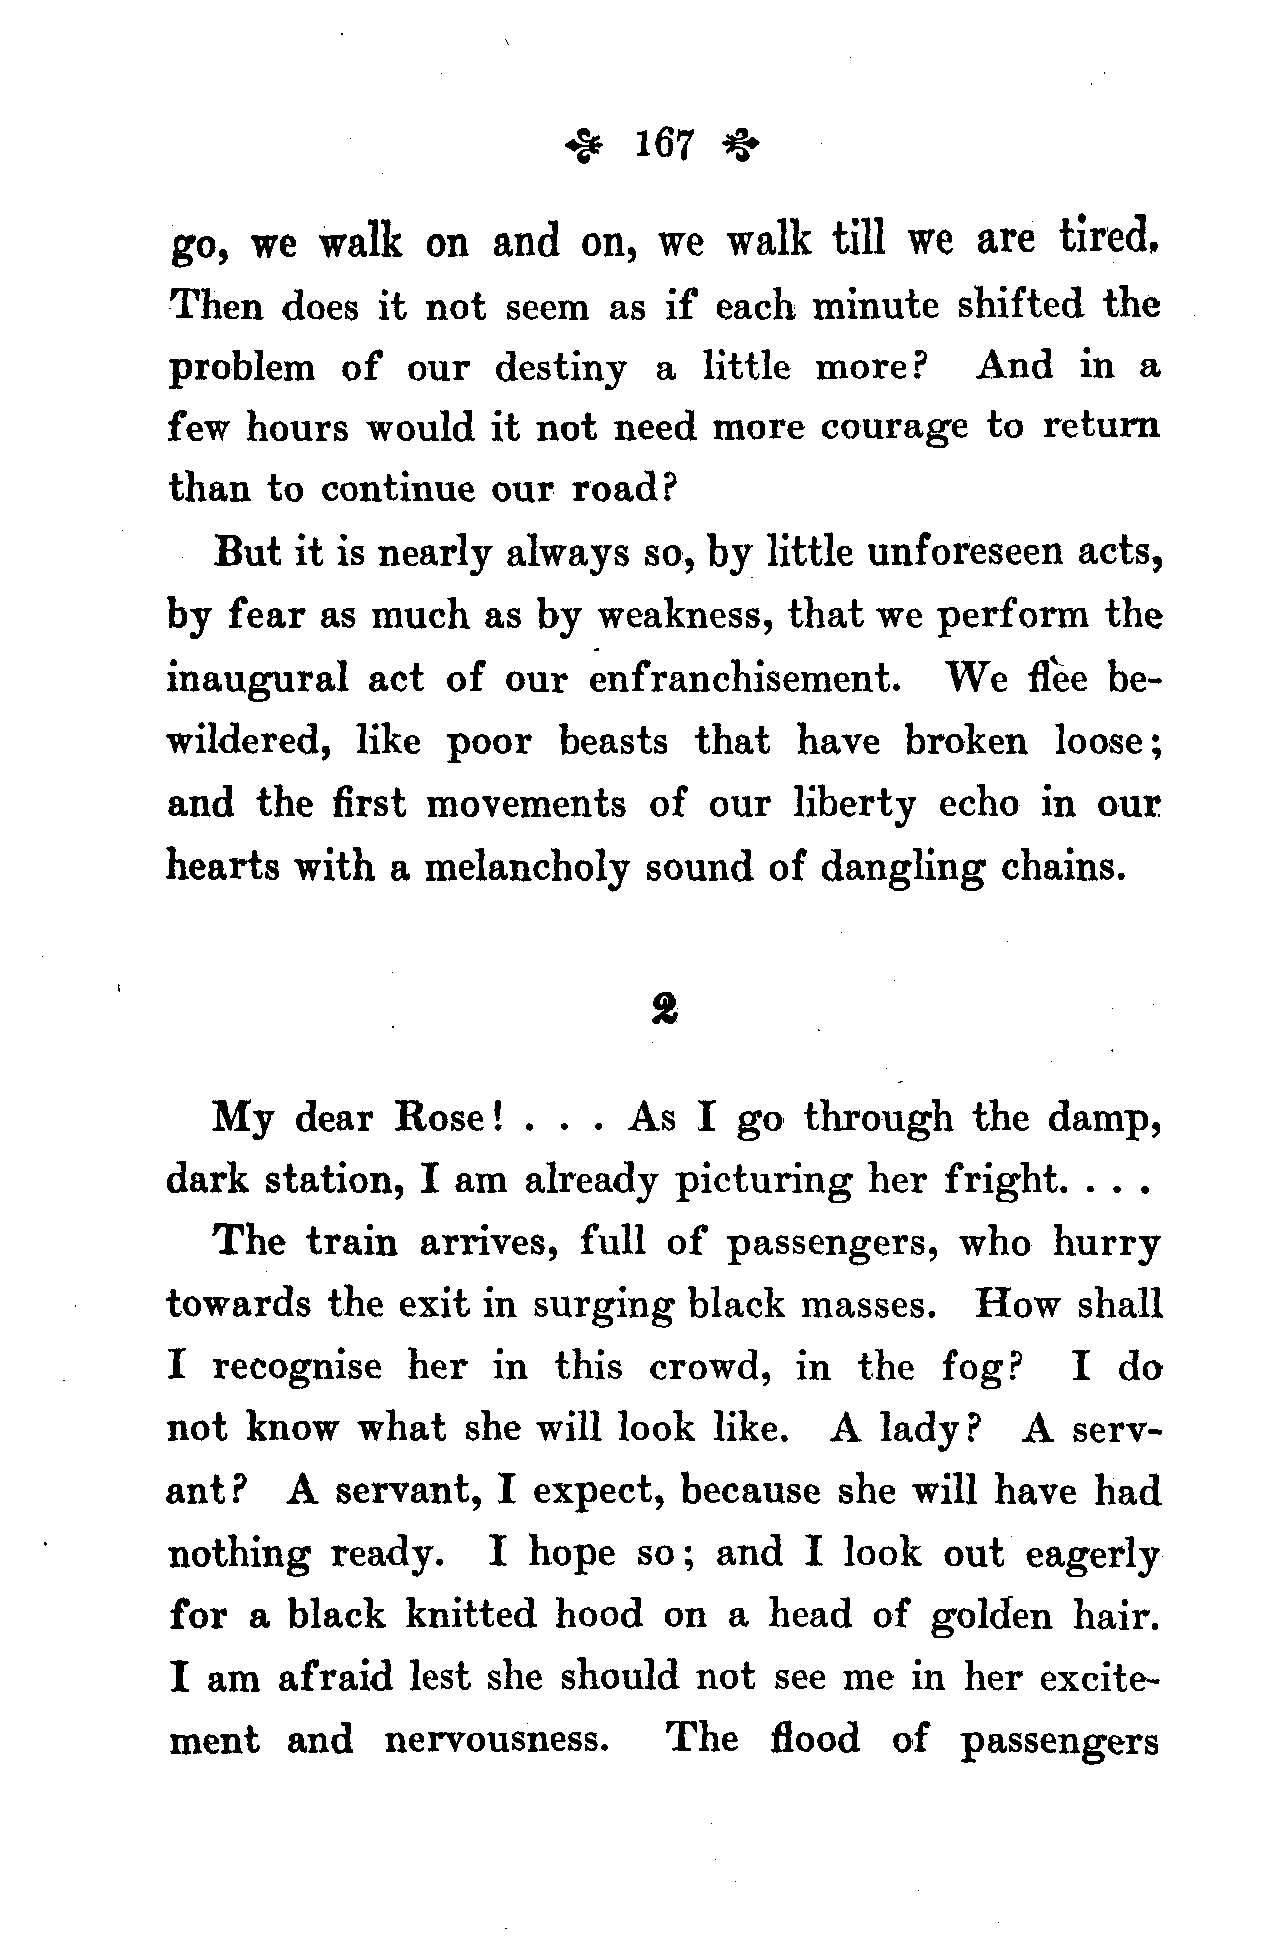 167
go, we walk on and on, we walk till we are tired.
Then does it not seem as if each minute shifted the
problem of our destiny a little more? And in a
few hours would it not need more courage to return
than to continue our road?
But it is nearly always so, by little unforeseen acts,
by fear as much as by weakness, that we perform the
inaugural act of our enfranchisement. We flee be-
wildered, like poor beasts that have broken loose;
and the first movements of our liberty echo in our
hearts with a melancholy sound of dangling chains.
2
My dear Rose! . . . As I go through the damp,
dark station, I am already picturing her fright. . . .
The train arrives, full of passengers, who hurry
towards the exit in surging black masses. How shall
I recognise her in this crowd, in the fog? I do
not know what she will look like. A lady? A serv-
ant? A servant, I expect, because she will have had
nothing ready. I hope so; and I look out eagerly
for a black knitted hood on a head of golden hair.
I am afraid lest she should not see me in her excite-
ment and nervousness. The flood of passengers